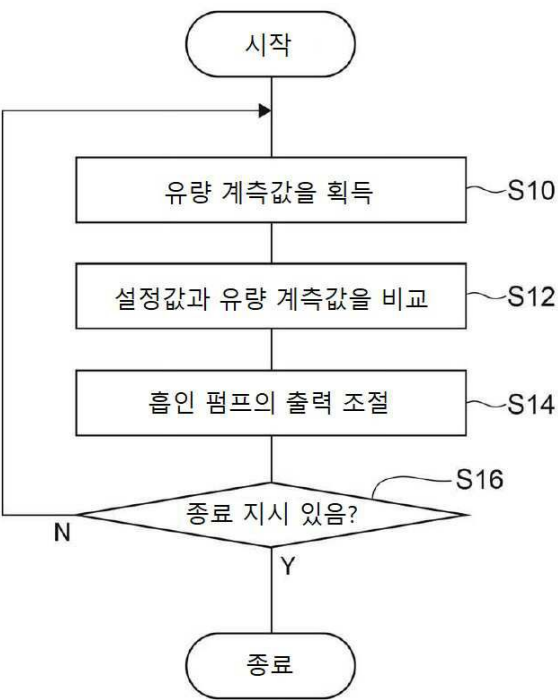 시작
유량 계측값을 획득
S10
설정값과 유량 계측값을 비교
S12
흡인 펌프의 출력 조절
S14
S16
종료 지시 있음?
N
Y
종료